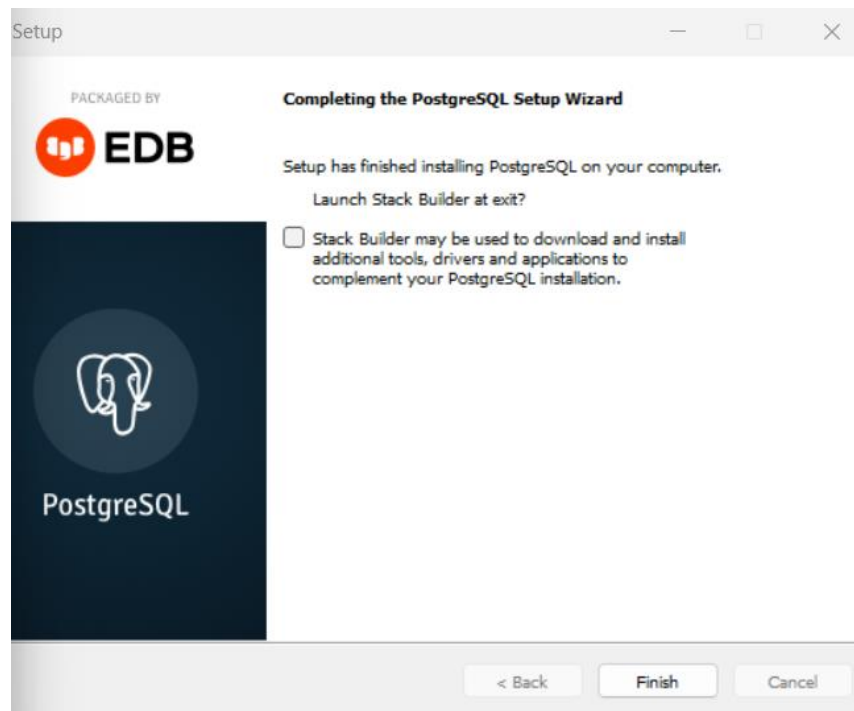 Setup
PACKAGED BY
EDB
Completing the PostgreSQL Setup Wizard
Setup has finished installing PostgreSQL on your computer.
Launch Stack Builder at exit?
Stack Builder may be used to download and install
additional tools, drivers and applications to
complement your PostgreSQL installation.
PostgreSQL
< Back
Finish
Cancel